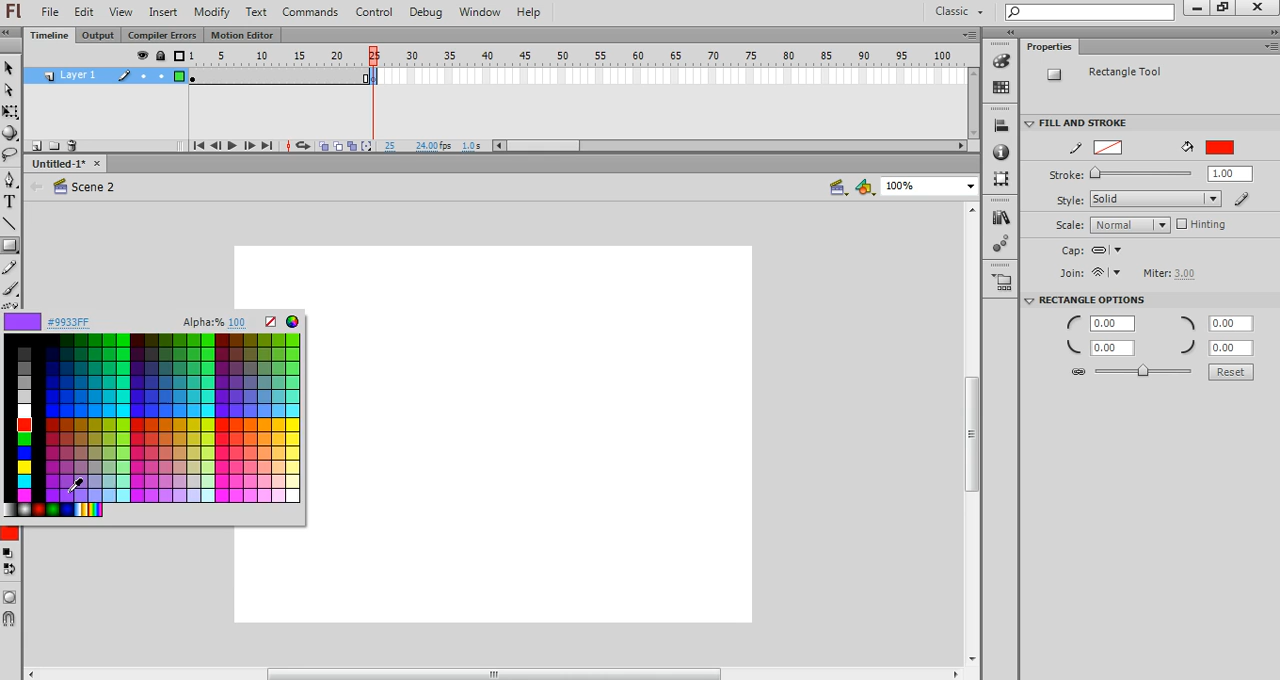 Fl File Edit View Insert Modify Text Commands Control Debug Window Help Classic
Timeline Output Compiler Errors Motion Editor
Properties
1 5 10 15 20 25 30 35 40 45 50 55 60 65 70 75 80 85 90 95 100
Layer 1
Rectangle Tool
FILL AND STROKE
25 24.00 fps 1.0 s
Untitled-1* ×
Scene 2
100%
Stroke: 1.00
Style: Solid
Scale: Normal Hinting
Cap:
Join: Miter: 3.00
RECTANGLE OPTIONS
0.00 0.00
0.00 0.00
Reset
#9933FF Alpha:% 100